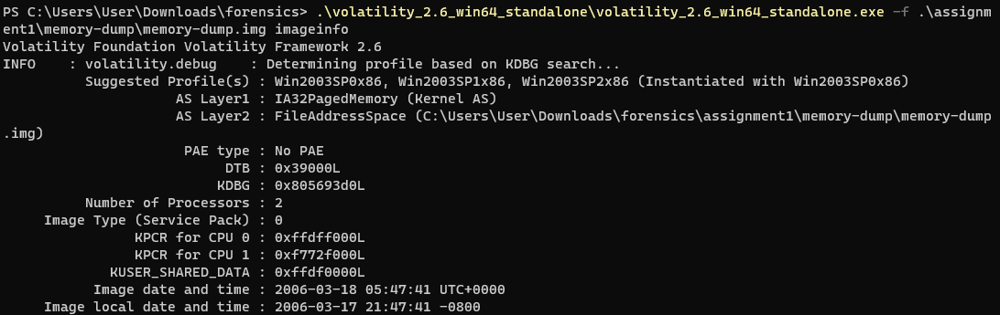 PS C:\Users\User\Downloads\forensics> .\volatility_2.6_win64_standalone\volatility_2.6_win64_standalone.exe -f .\assignm
ent1\memory-dump\memory-dump.img imageinfo
Volatility Foundation Volatility Framework 2.6
INFO    : volatility.debug    : Determining profile based on KDBG search...
          Suggested Profile(s) : Win2003SP0x86, Win2003SP1x86, Win2003SP2x86 (Instantiated with Win2003SP0x86)
                     AS Layer1 : IA32PagedMemory (Kernel AS)
                     AS Layer2 : FileAddressSpace (C:\Users\User\Downloads\forensics\assignment1\memory-dump\memory-dump
.img)
                      PAE type : No PAE
                           DTB : 0x39000L
                          KDBG : 0x805693d0L
          Number of Processors : 2
     Image Type (Service Pack) : 0
                KPCR for CPU 0 : 0xffdff000L
                KPCR for CPU 1 : 0xf772f000L
             KUSER_SHARED_DATA : 0xffdf0000L
           Image date and time : 2006-03-18 05:47:41 UTC+0000
     Image local date and time : 2006-03-17 21:47:41 -0800